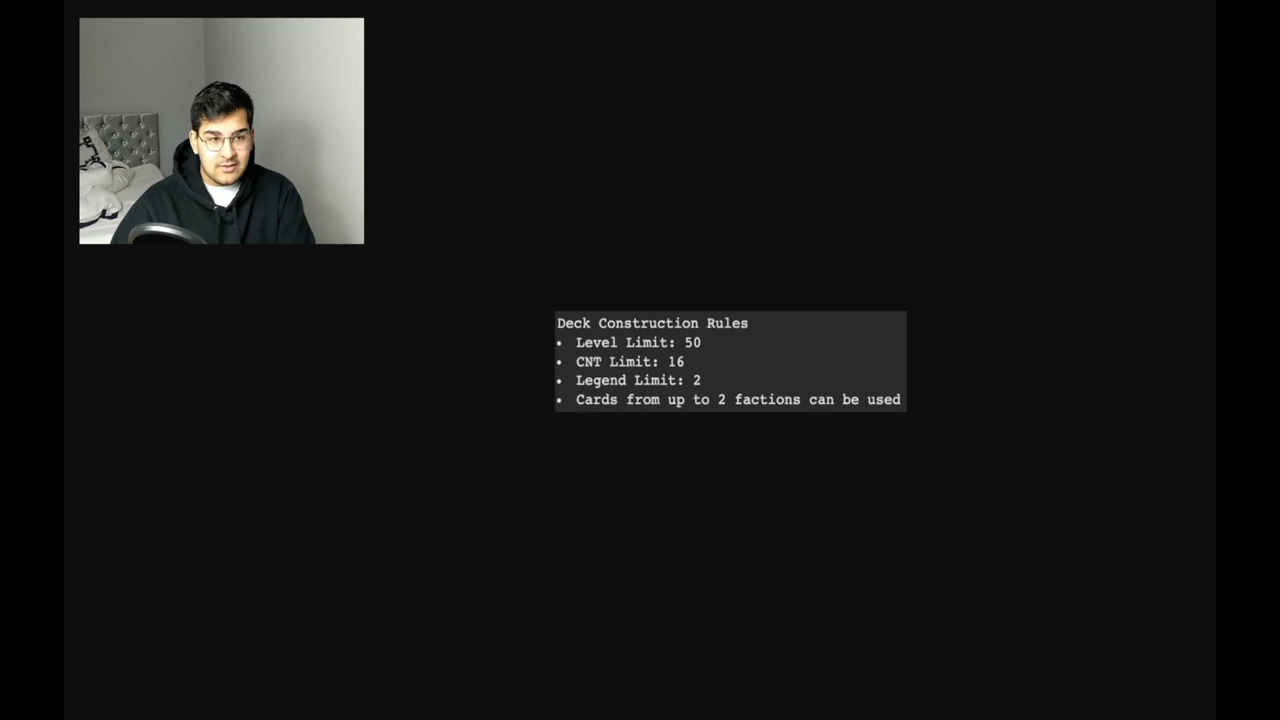 Deck Construction Rules
• Level Limit: 50
• CNT Limit: 16
• Legend Limit: 2
• Cards from up to 2 factions can be used